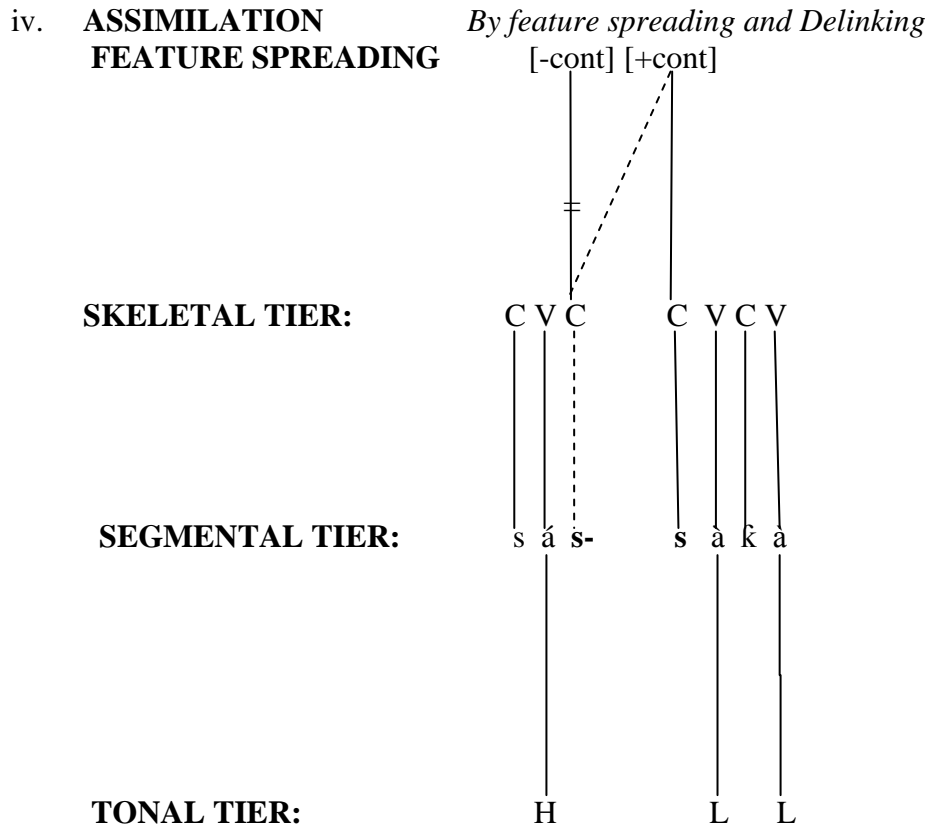 iv. ASSIMILATION By feature spreading and Delinking
FEATURE SPREADING [-cont] [+cont]
SKELETAL TIER: C V C C V C V
SEGMENTAL TIER: s á s- s à ƙ à
TONAL TIER: H L L